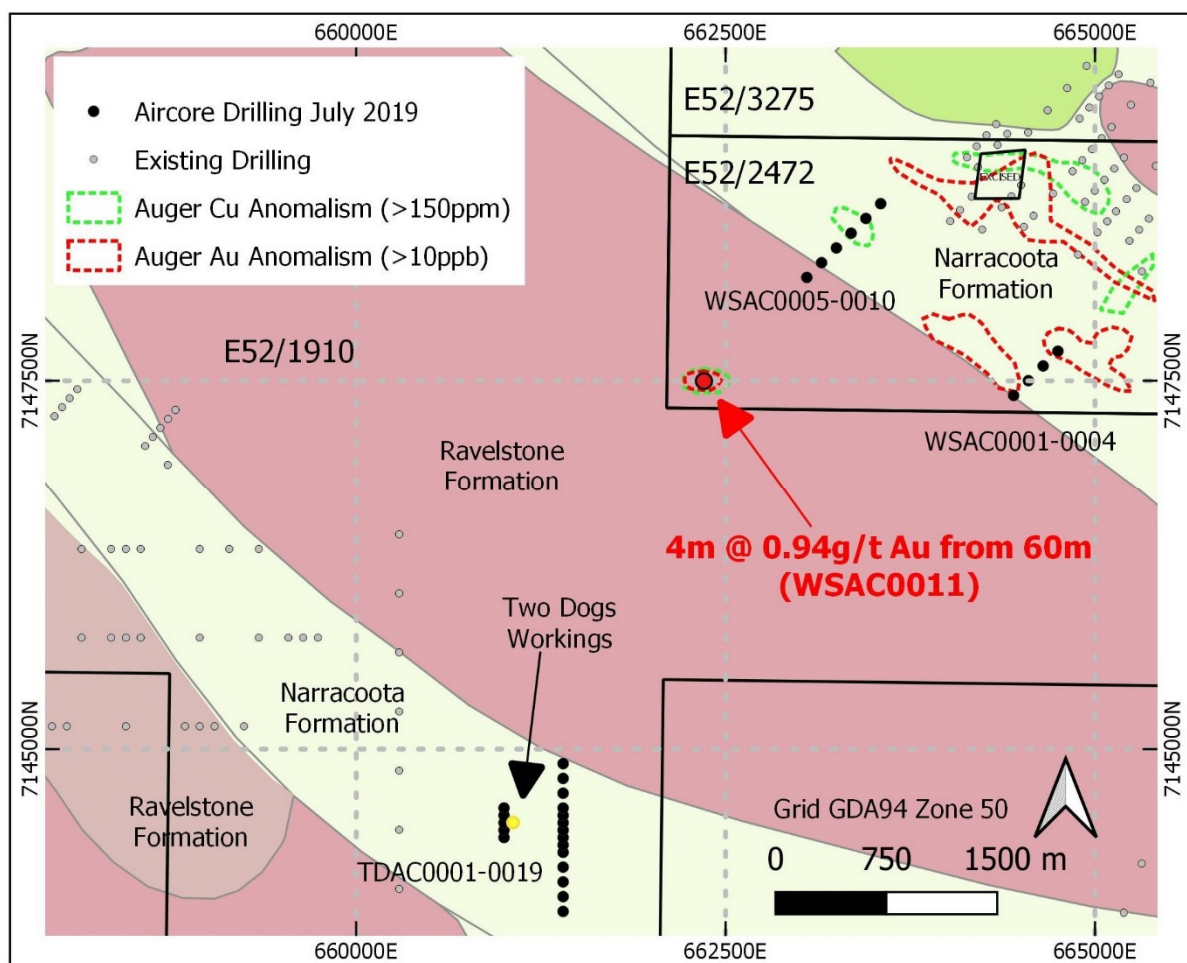 660000E
662500E
665000E
Aircore Drilling July 2019
Existing Drilling
Auger Cu Anomalism (>150ppm)
Auger Au Anomalism (>10ppb)
E52/3275
E52/2472
EXCISED
Narracoota
Formation
WSAC0005-0010
E52/1910
7147500N
7147500N
WSAC0001-0004
Ravelstone
Formation
4m @ 0.94g/t Au from 60m
(WSAC0011)
Two Dogs
Workings
Narracoota
Formation
7145000N
7145000N
Ravelstone
Formation
TDAC0001-0019
Grid GDA94 Zone 50
0 750 1500 m
660000E
662500E
665000E